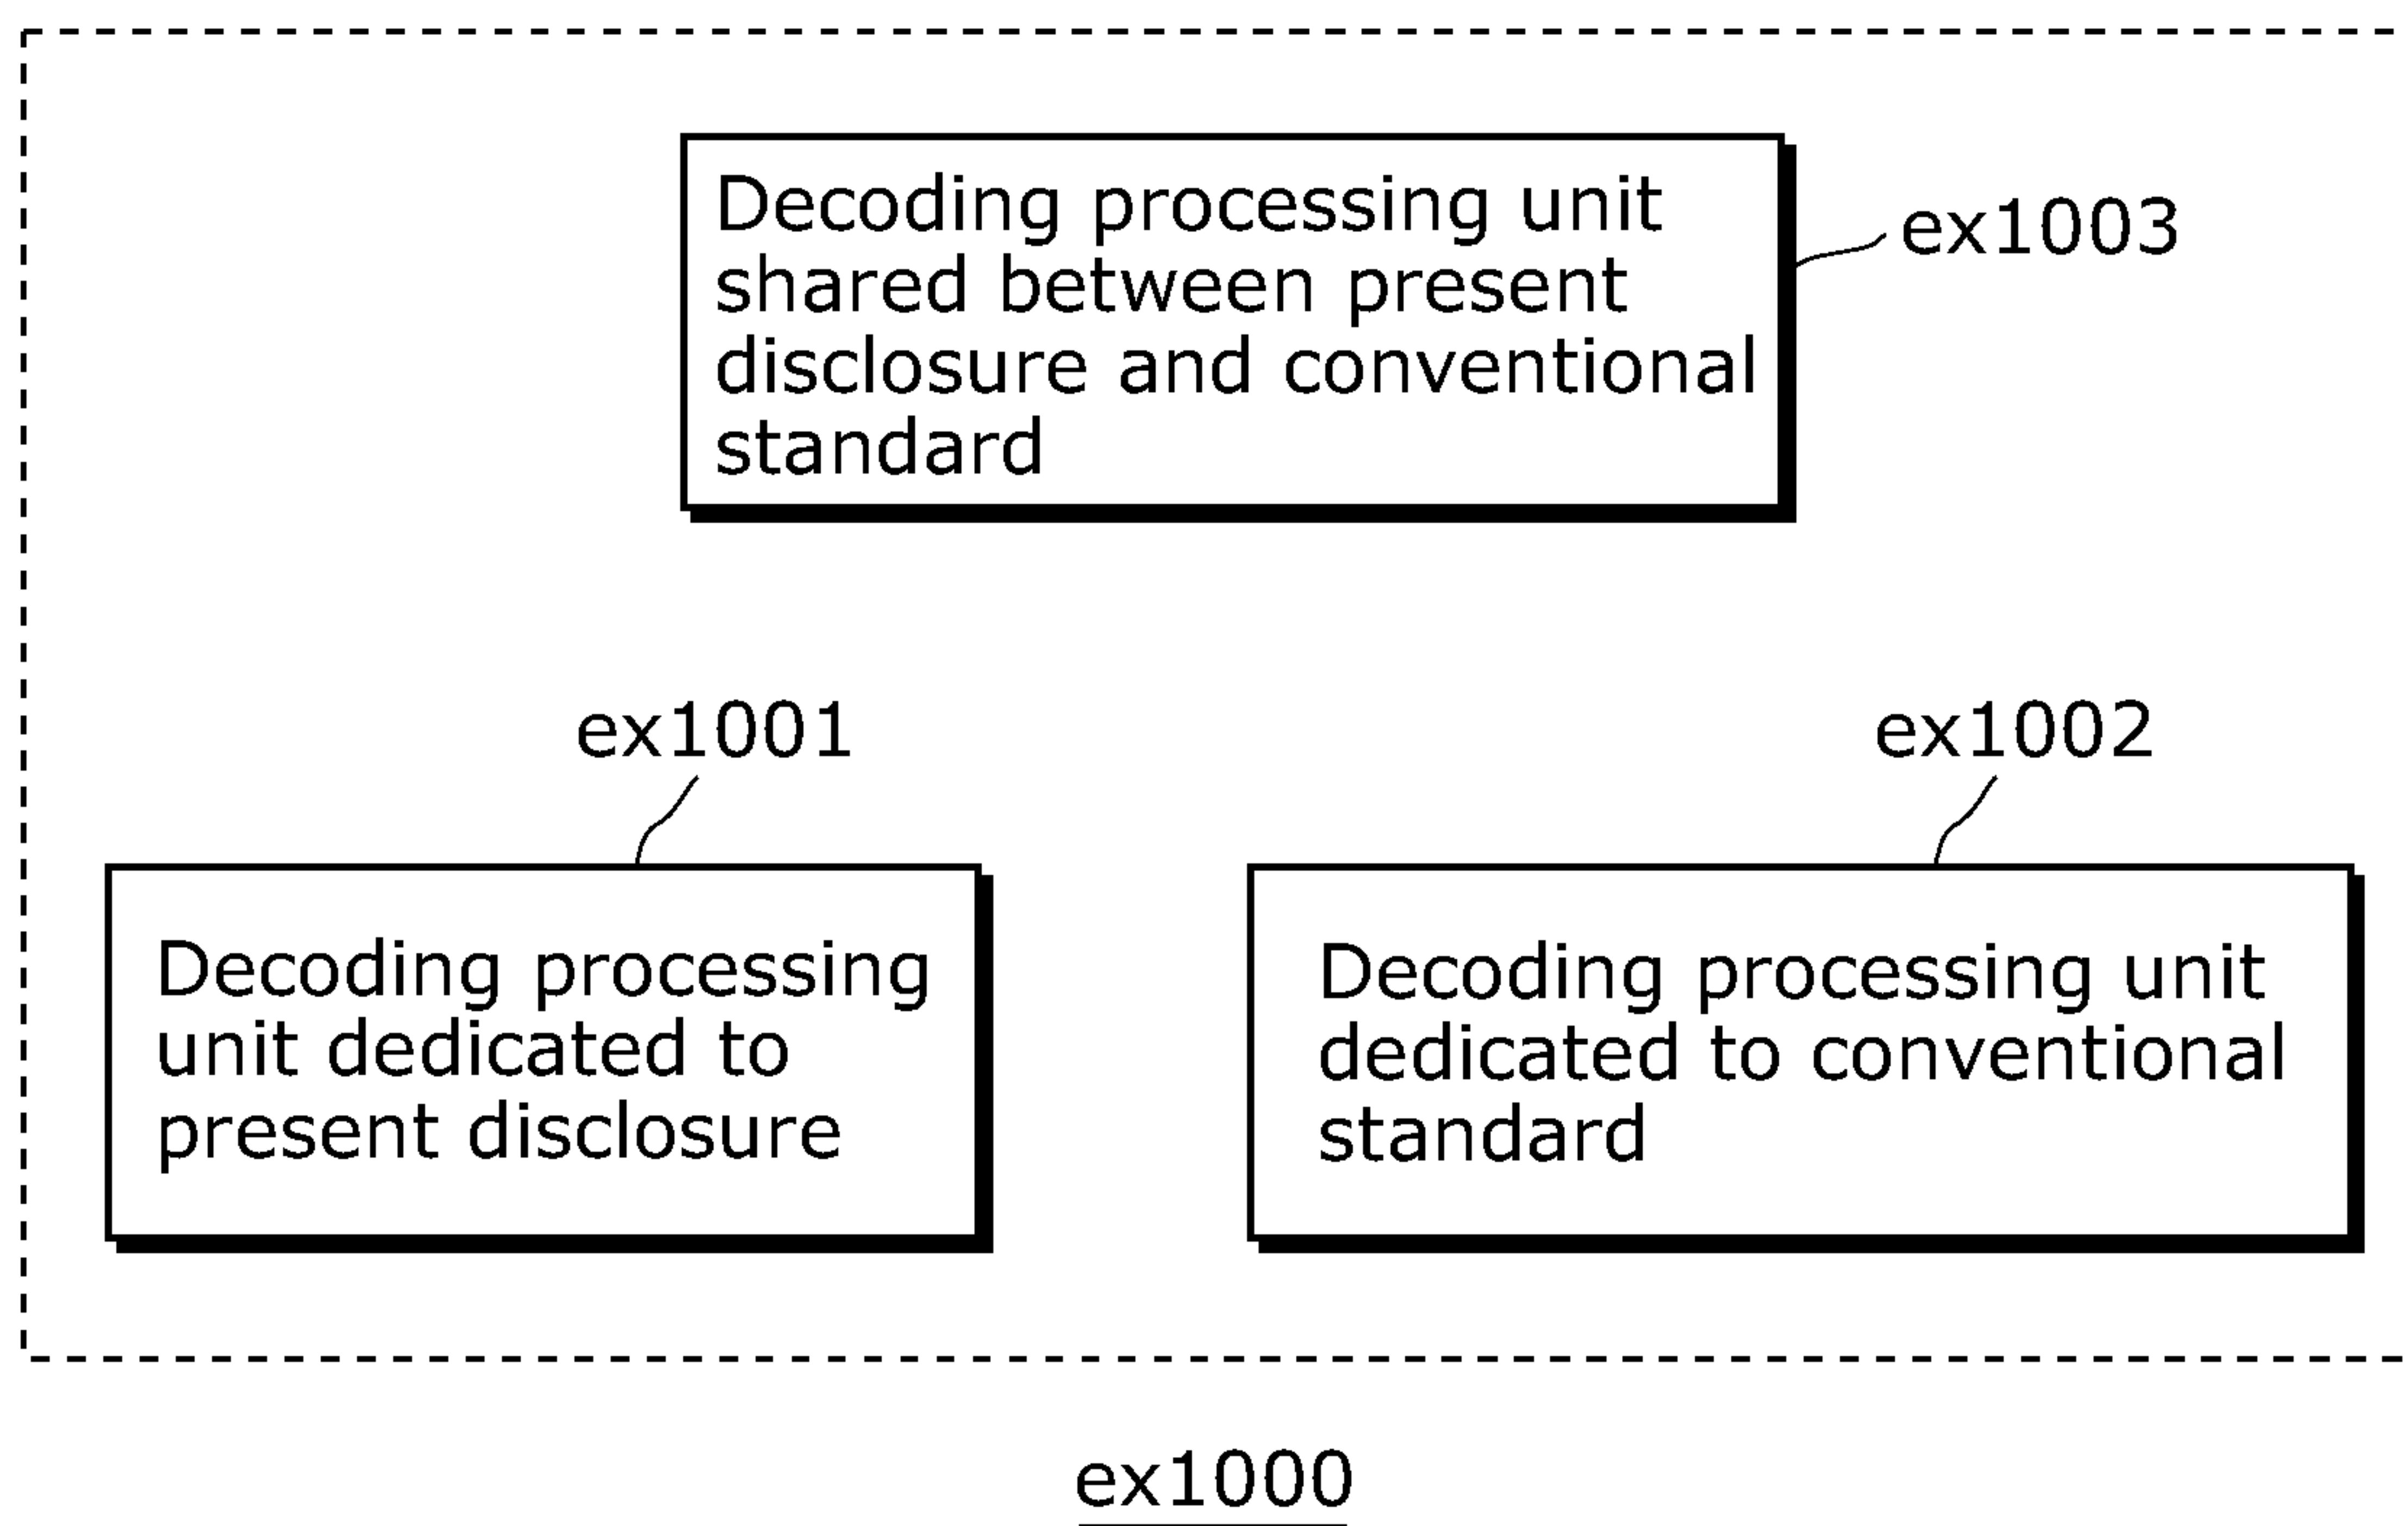 Decoding processing unit
shared between present
disclosure and conventional
standard
ex1003
ex1001
ex1002
Decoding processing
unit dedicated to
present disclosure
Decoding processing unit
dedicated to conventional
standard
ex1000